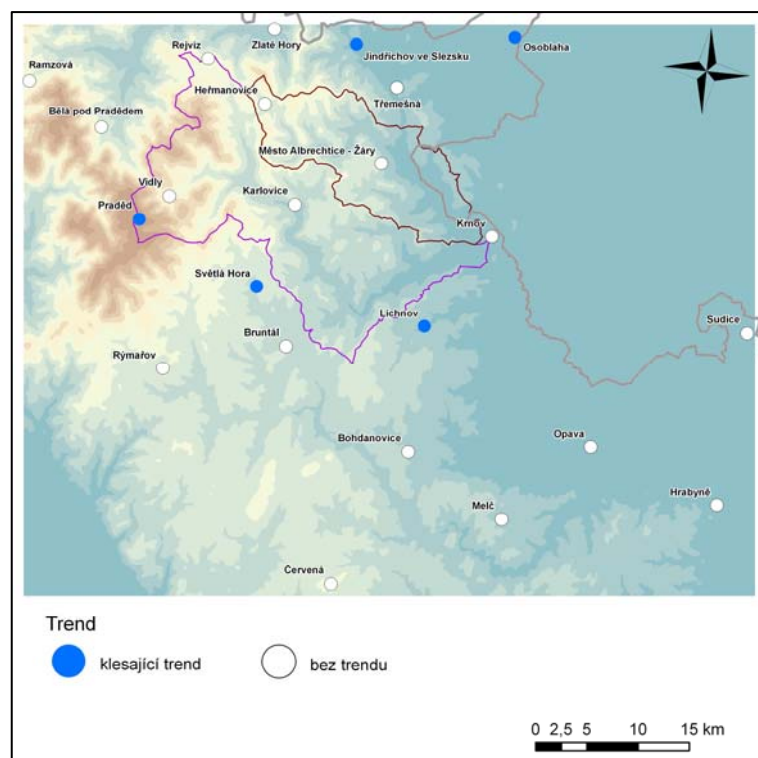 Zlaté Hory
Jindřichov ve Slezsku
Osoblaha
Rejvíz
Ramzová
Heřmanovice
Třemešná
Bělá pod Pradědem
Město Albrechtice - Žáry
Vidly
Karlovice
Praděd
Krnov
Světlá Hora
Lichnov
Sudice
Bruntál
Rýmařov
Bohdanovice
Opava
Melč
Hrabyně
Červená
Trend
klesající trend
bez trendu
0 2,5 5 10 15 km